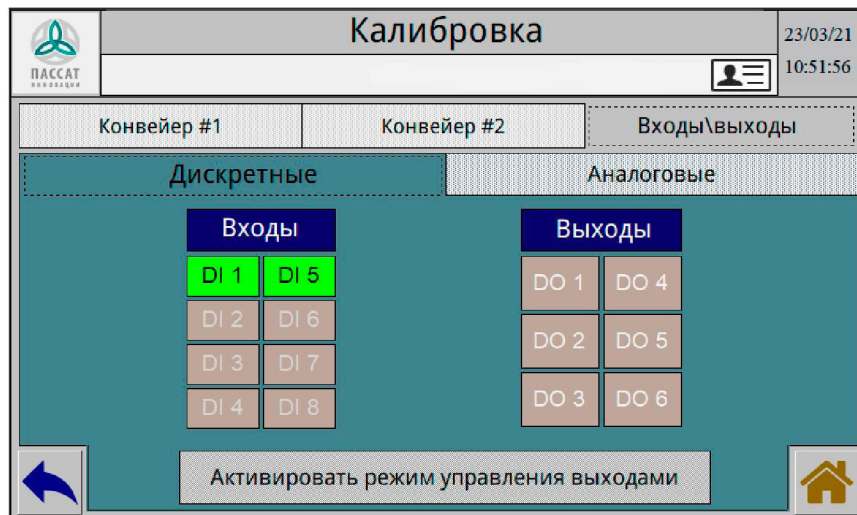 Калибровка
23/03/21
10:51:56
ПАССАТ
ИННОВАЦИИ
Конвейер #1 Конвейер #2 Входы\выходы
Дискретные Аналоговые
Входы Выходы
DI 1 DI 5 DO 1 DO 4
DI 2 DI 6 DO 2 DO 5
DI 3 DI 7 DO 3 DO 6
DI 4 DI 8
Активировать режим управления выходами